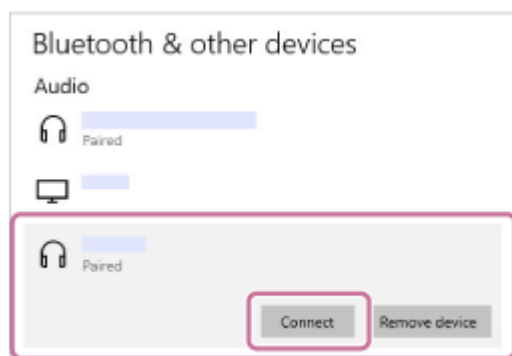 Bluetooth & other devices
Audio
Paired
Paired
Connect Remove device